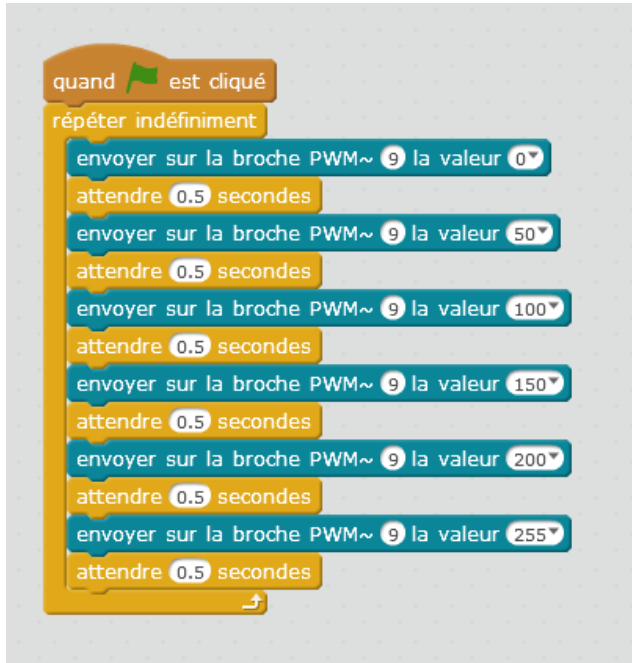 quand est cliqué
répéter indéfiniment
envoyer sur la broche PWM~ 9 la valeur 0
attendre 0.5 secondes
envoyer sur la broche PWM~ 9 la valeur 50
attendre 0.5 secondes
envoyer sur la broche PWM~ 9 la valeur 100
attendre 0.5 secondes
envoyer sur la broche PWM~ 9 la valeur 150
attendre 0.5 secondes
envoyer sur la broche PWM~ 9 la valeur 200
attendre 0.5 secondes
envoyer sur la broche PWM~ 9 la valeur 255
attendre 0.5 secondes